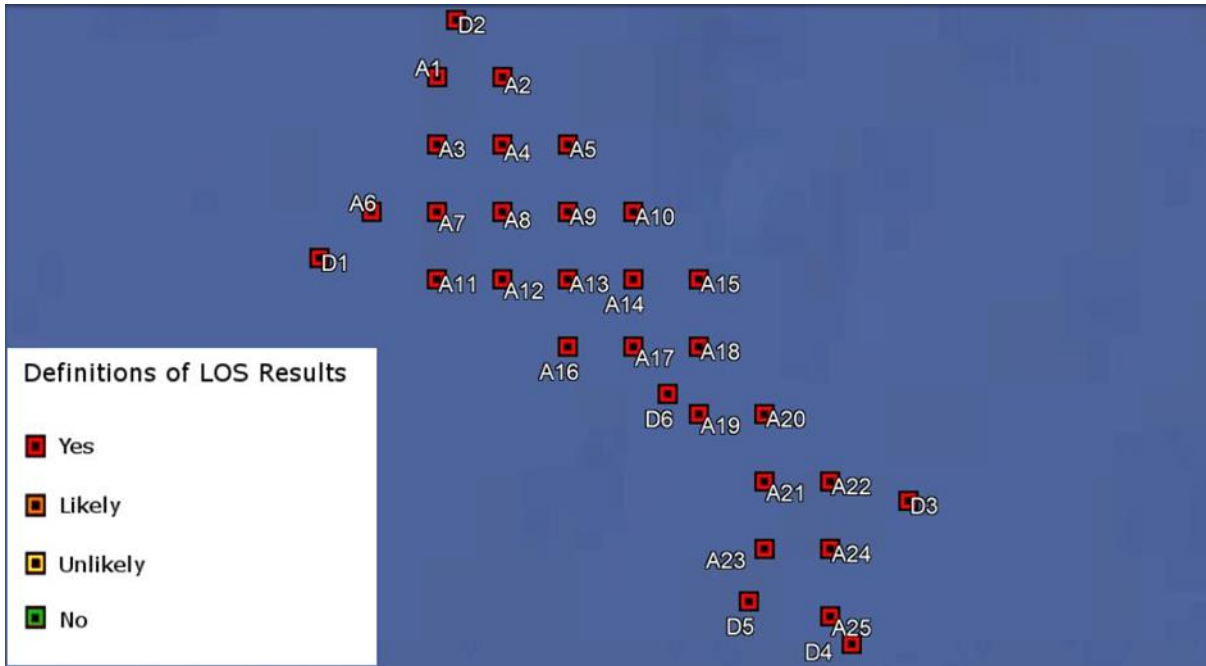 D2
A1
A2
A3
A4
A5
A6
A7
A8
A9
A10
D1
A11
A12
A13
A14
A15
A16
A17
A18
D6
A19
A20
A21
A22
D3
A23
A24
D5
A25
D4
Definitions of LOS Results
Yes
Likely
Unlikely
No